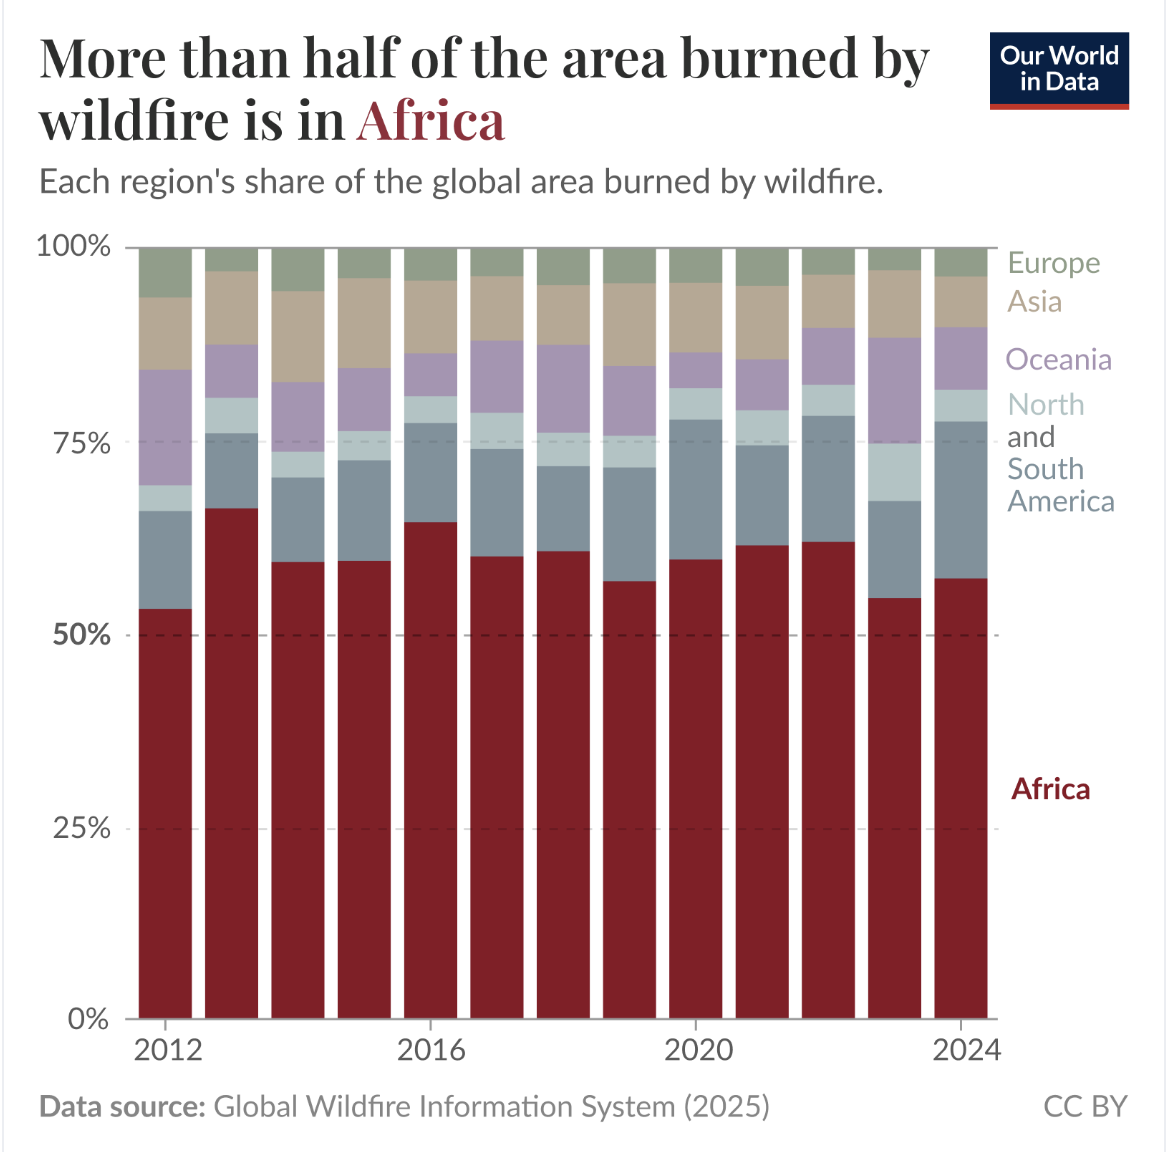 More than half of the area burned by
wildfire is in Africa
Our World
in Data
Each region's share of the global area burned by wildfire.
100%
75%
50%
25%
0%
Europe
Asia
Oceania
North
and
South
America
Africa
2012
2016
2020
2024
Data source: Global Wildfire Information System (2025)
CC BY